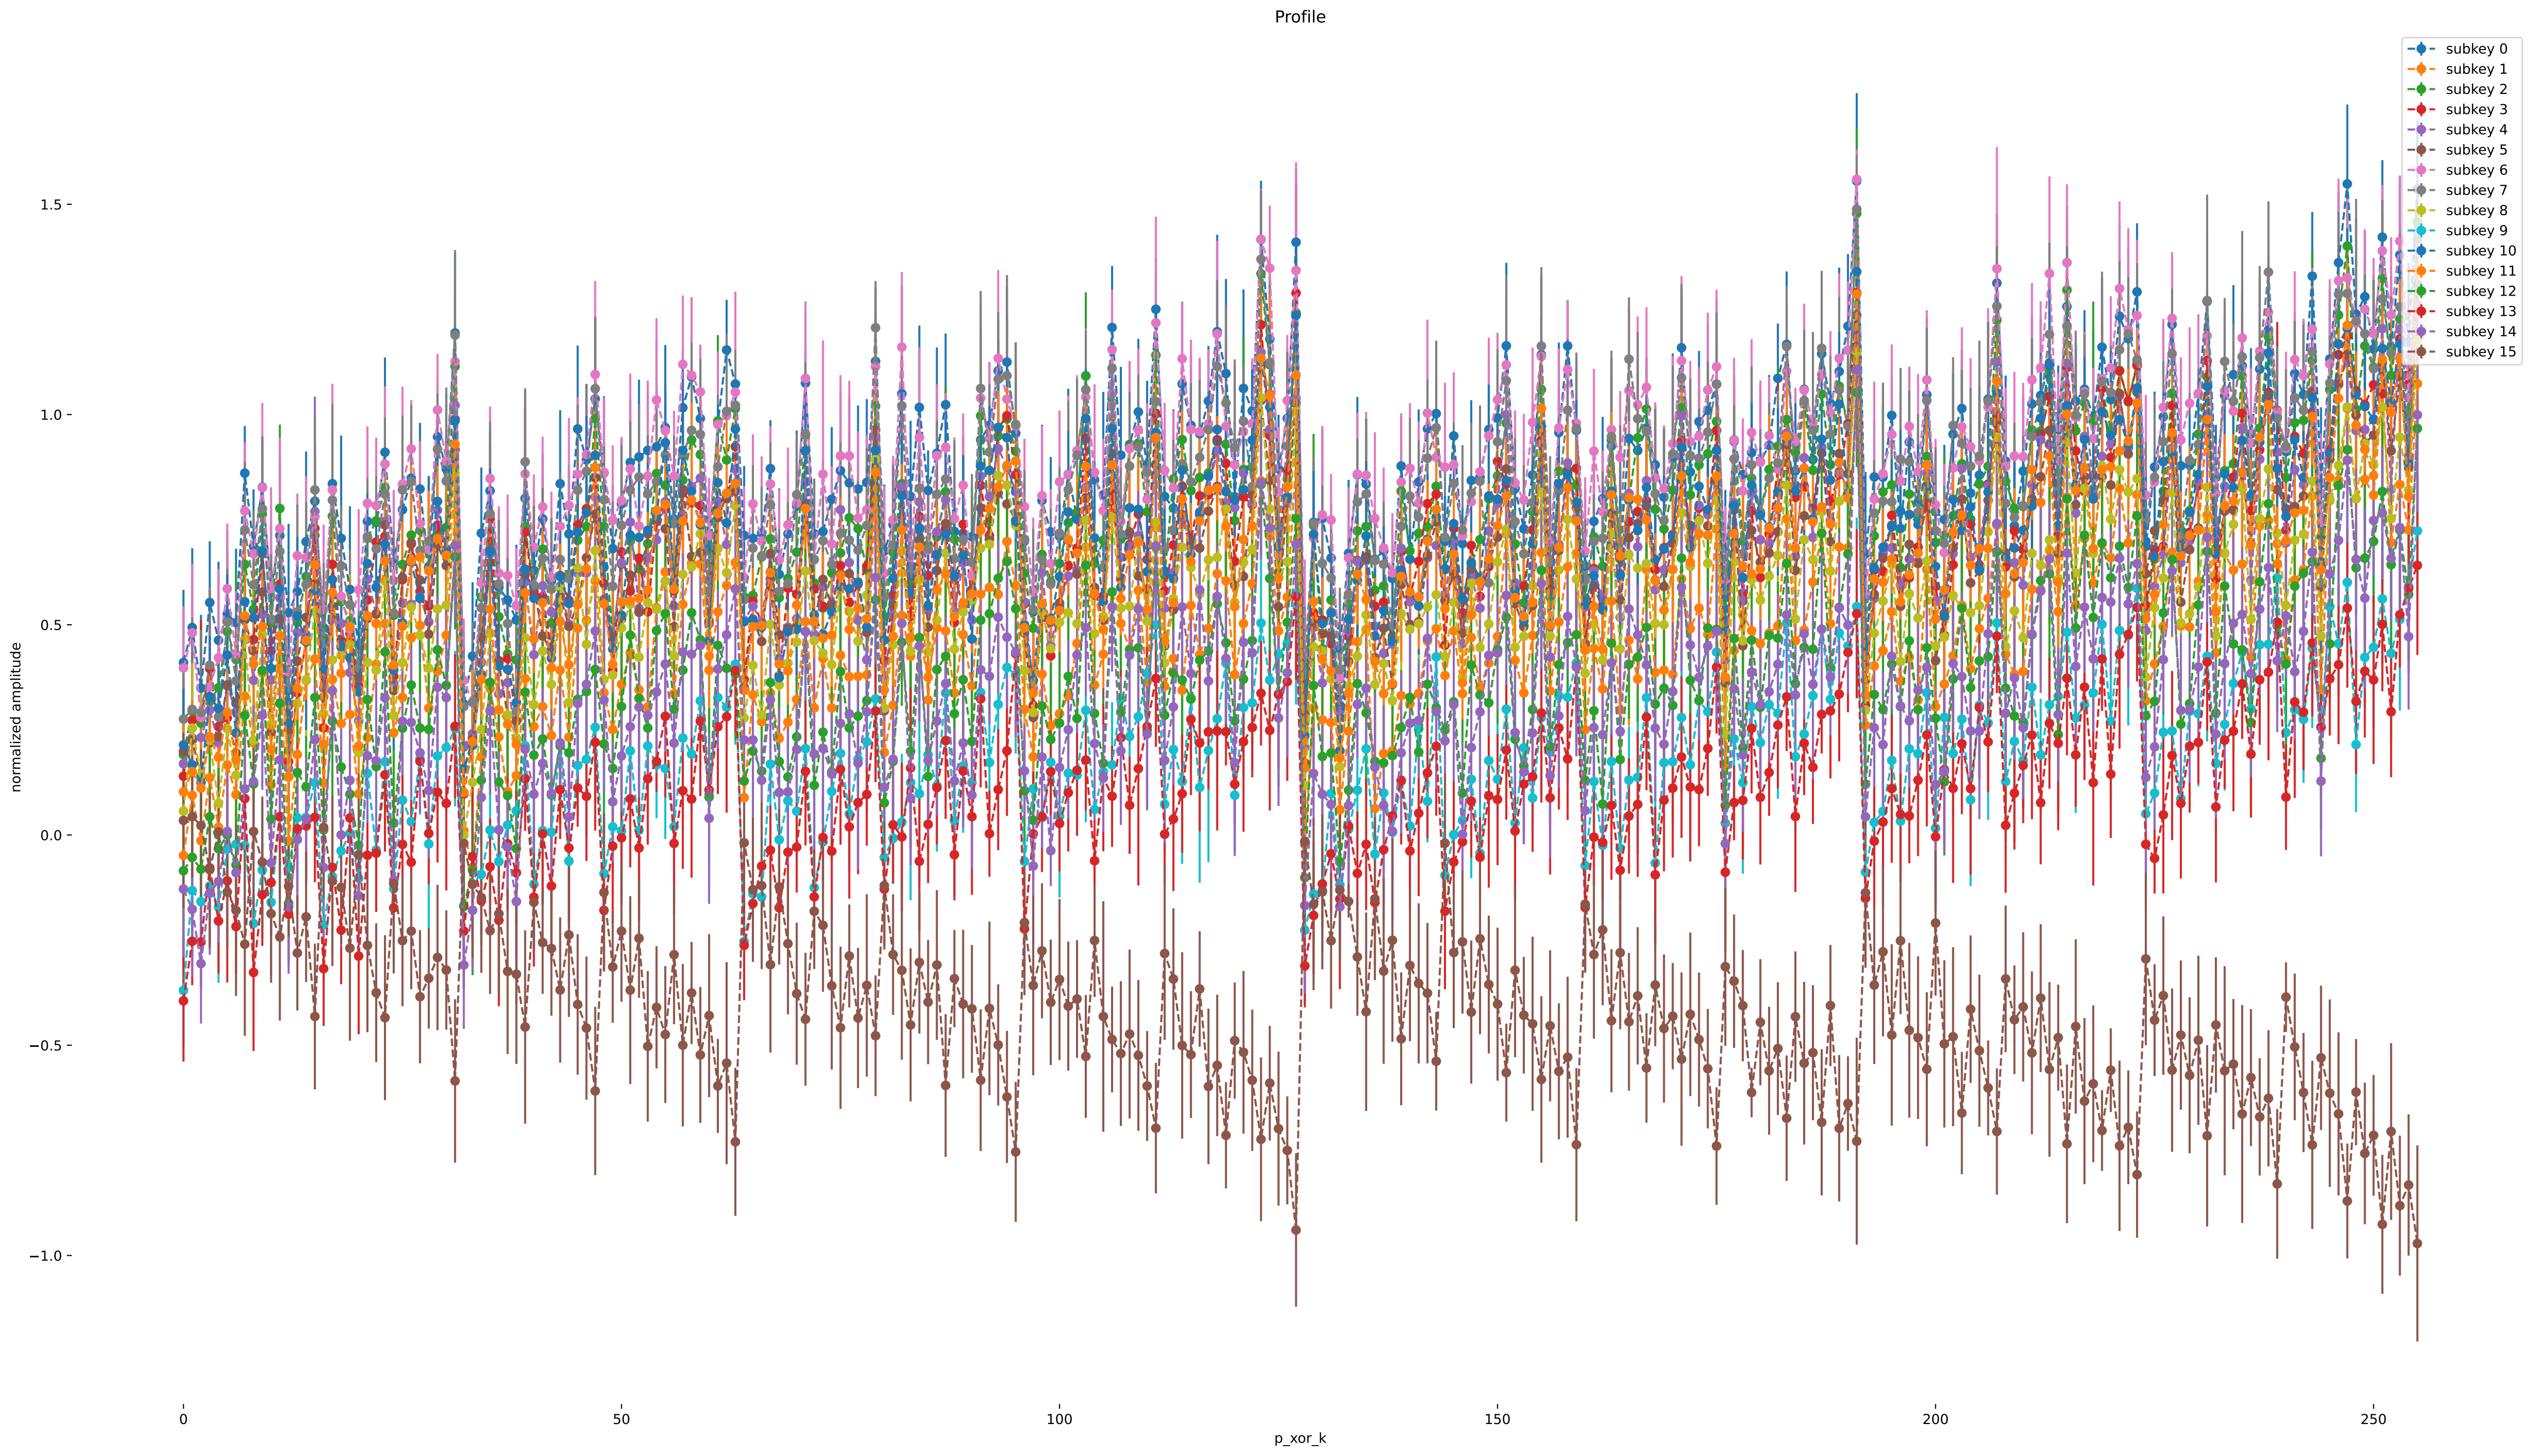 Profile
subkey 0
subkey 1
subkey 2
subkey 3
subkey 4
subkey 5
subkey 6
subkey 7
subkey 8
subkey 9
subkey 10
subkey 11
subkey 12
subkey 13
subkey 14
subkey 15
1.5
1.0
0.5
0.0
−0.5
−1.0
normalized amplitude
0 50 100 150 200 250
p_xor_k